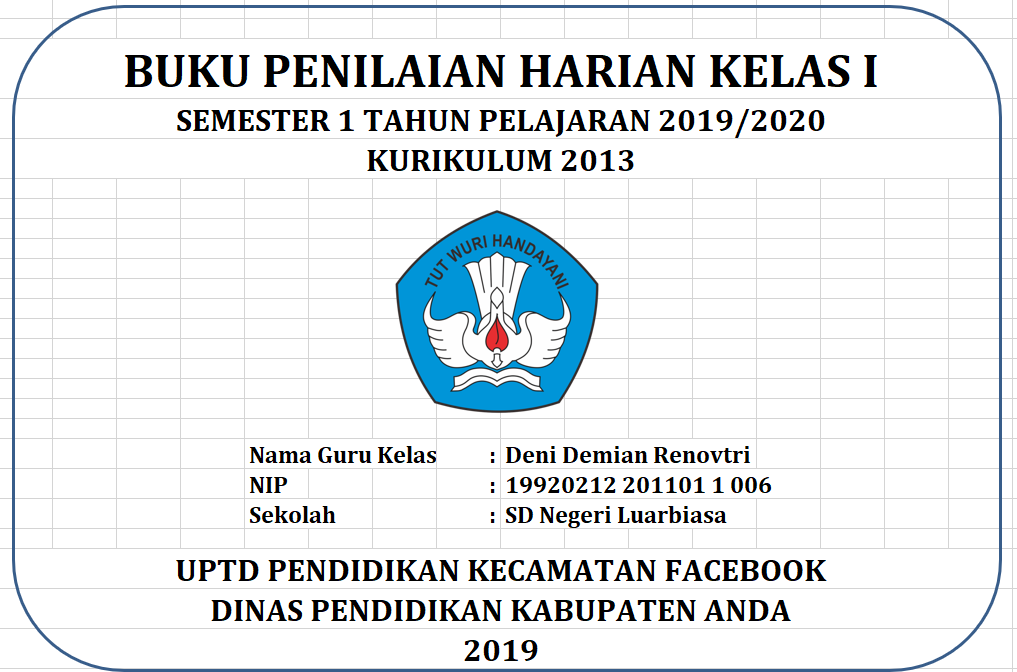 BUKU PENILAIAN HARIAN KELAS I
SEMESTER 1 TAHUN PELAJARAN 2019/2020
KURIKULUM 2013
TUT WURI HANDAYANI
Nama Guru Kelas : Deni Demian Renovtri
NIP : 19920212 201101 1 006
Sekolah : SD Negeri Luarbiasa
UPTD PENDIDIKAN KECAMATAN FACEBOOK
DINAS PENDIDIKAN KABUPATEN ANDA
2019